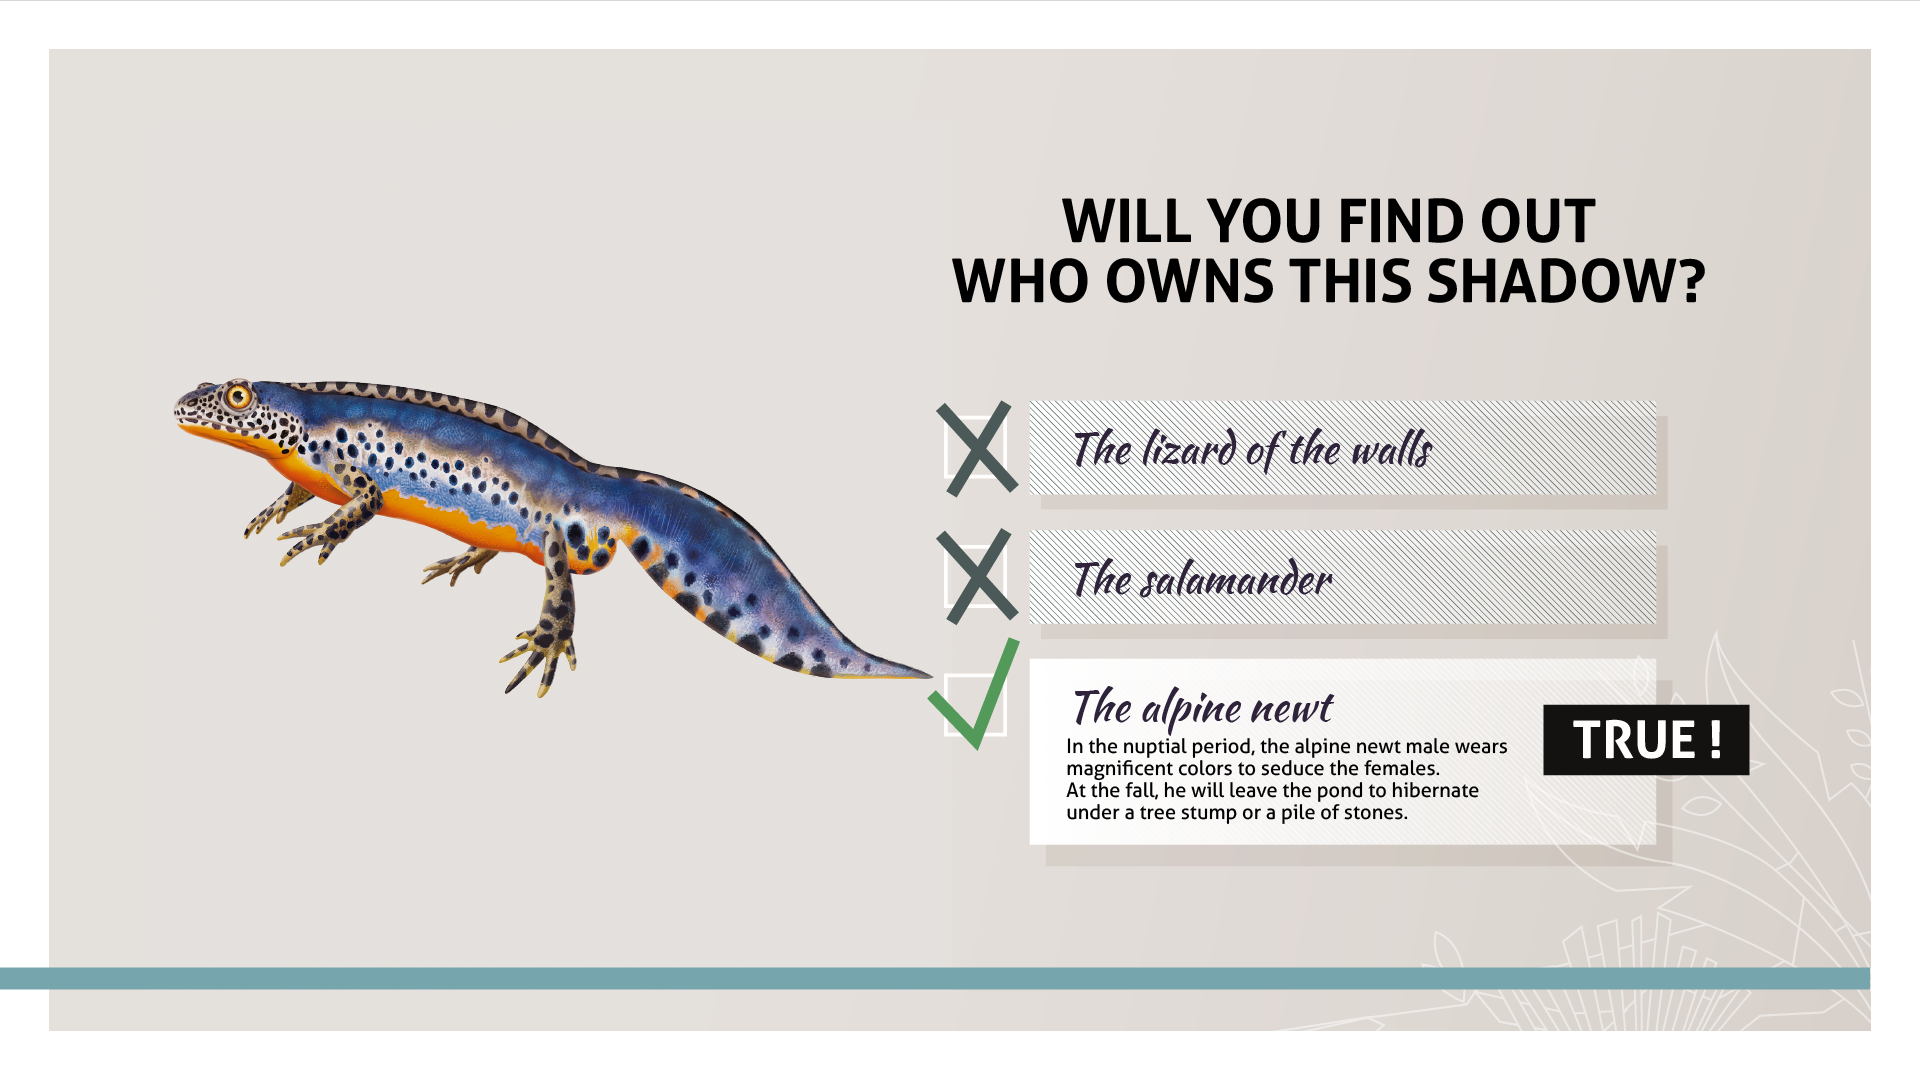 WILL YOU FIND OUT
WHO OWNS THIS SHADOW?
The lizard of the walls
The salamander
The alpine newt
In the nuptial period, the alpine newt male wears
magnificent colors to seduce the females.
At the fall, he will leave the pond to hibernate
under a tree stump or a pile of stones.
TRUE !